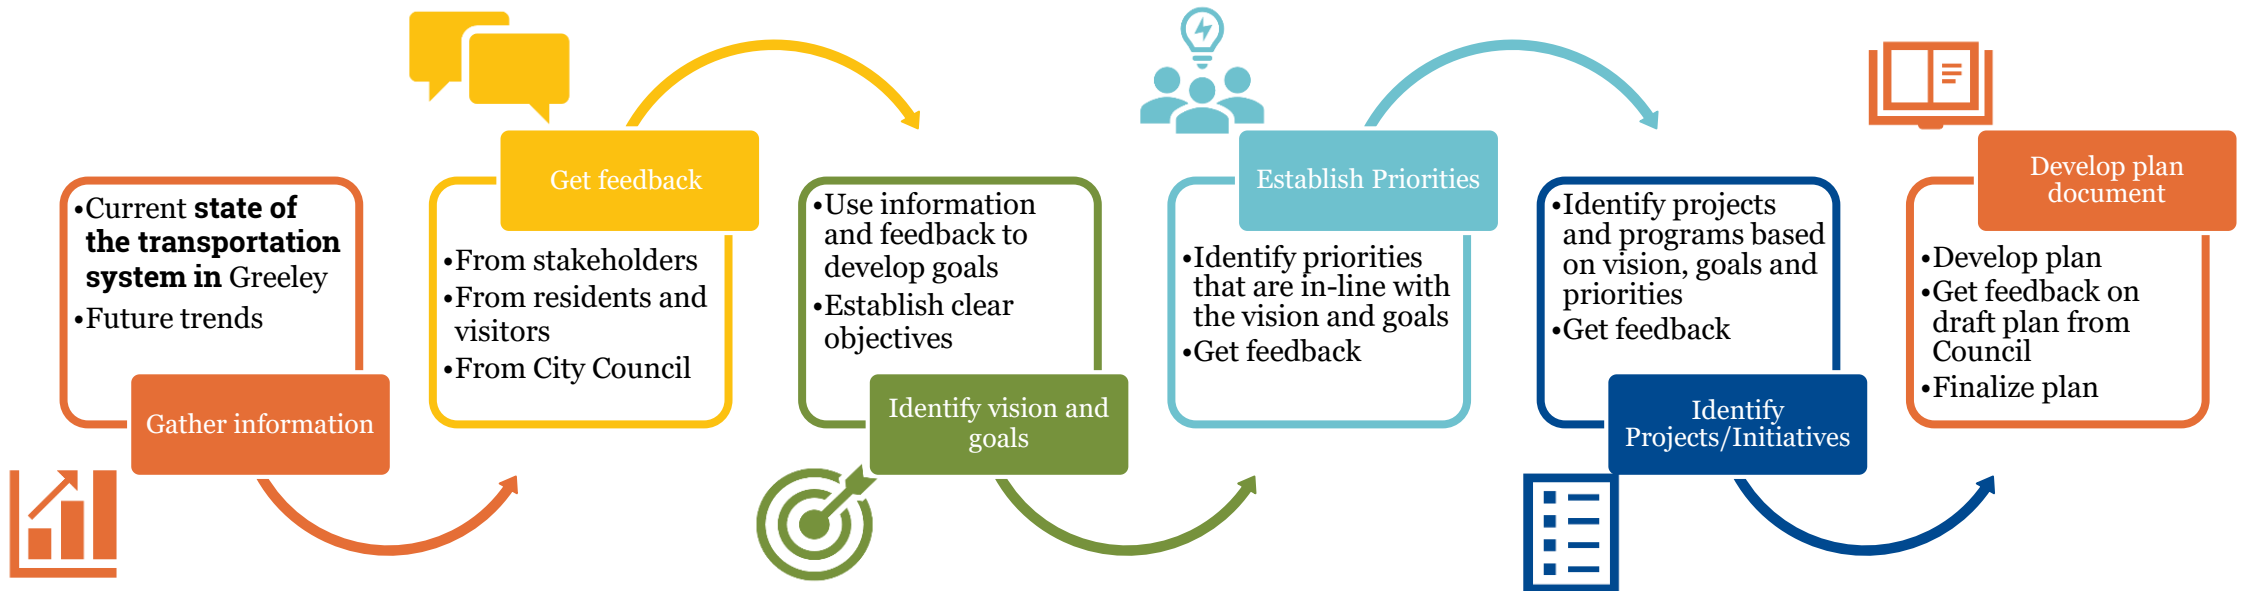 •Current state of
the transportation
system in Greeley
•Future trends
Gather information
Get feedback
•From stakeholders
•From residents and
visitors
•From City Council
•Use information
and feedback to
develop goals
•Establish clear
objectives
Identify vision and
goals
Establish Priorities
•Identify priorities
that are in-line with
the vision and goals
•Get feedback
•Identify projects
and programs based
on vision, goals and
priorities
•Get feedback
Identify
Projects/Initiatives
Develop plan
document
•Develop plan
•Get feedback on
draft plan from
Council
•Finalize plan